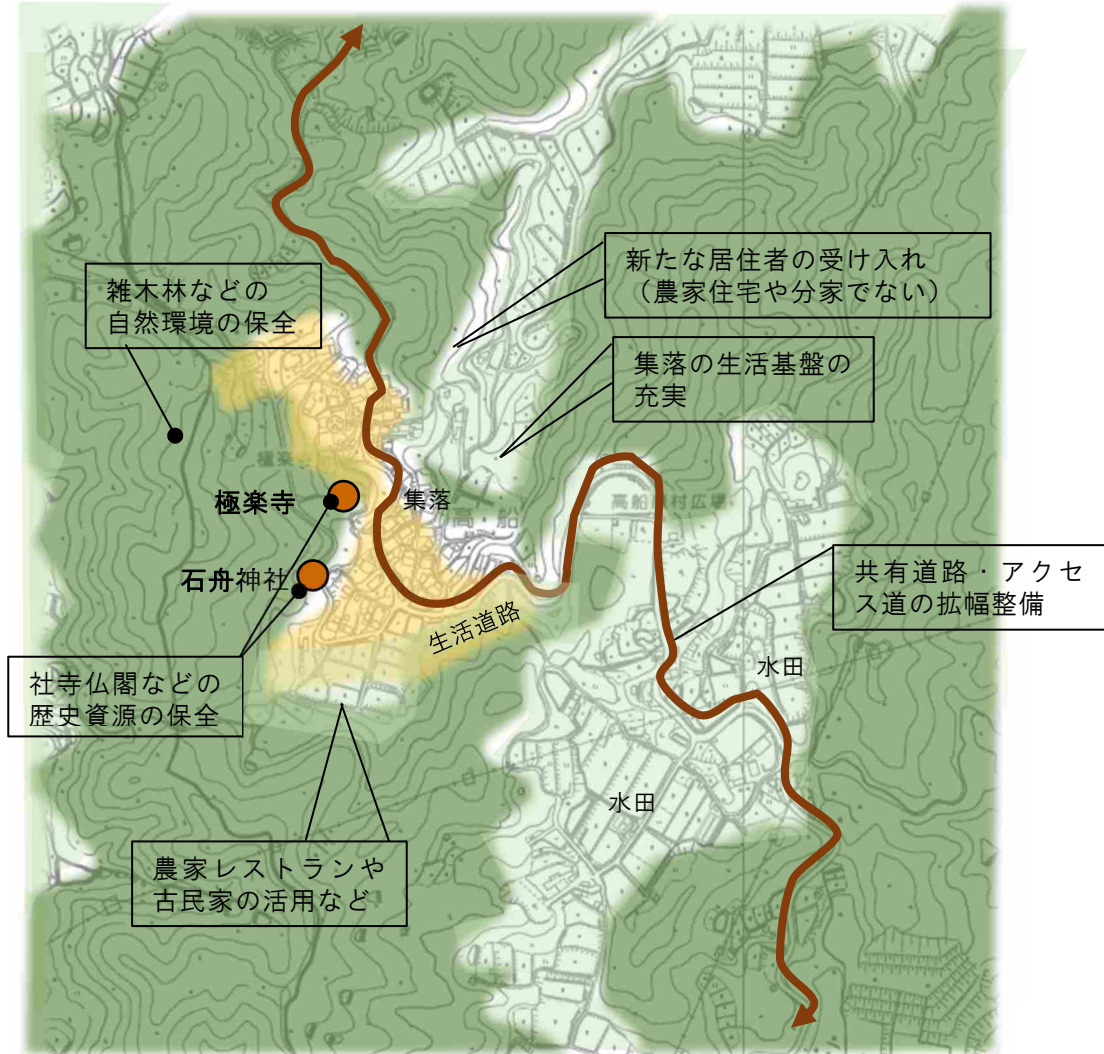 新たな居住者の受け入れ
（農家住宅や分家でない）
雑木林などの
自然環境の保全
集落の生活基盤の
充実
極楽寺
集落
高船
石舟神社
生活道路
共有道路・アクセ
ス道の拡幅整備
水田
社寺仏閣などの
歴史資源の保全
水田
農家レストランや
古民家の活用など